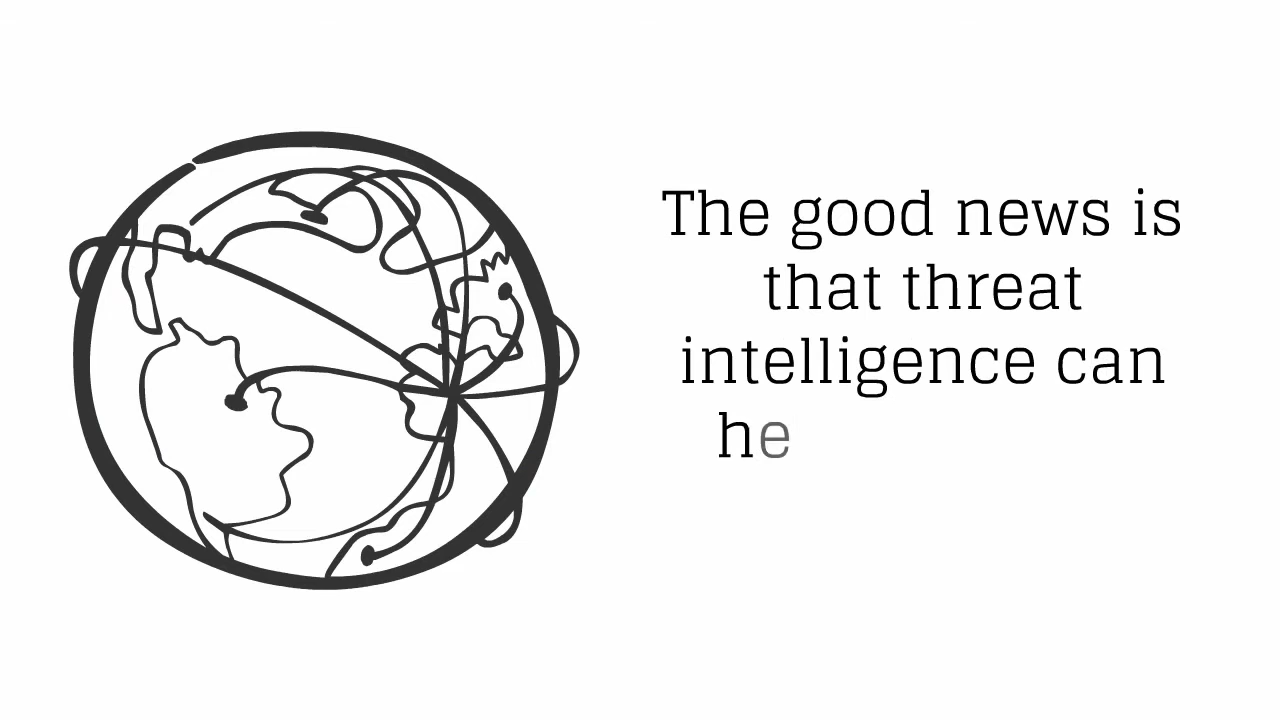 The good news is
that threat
intelligence can
he